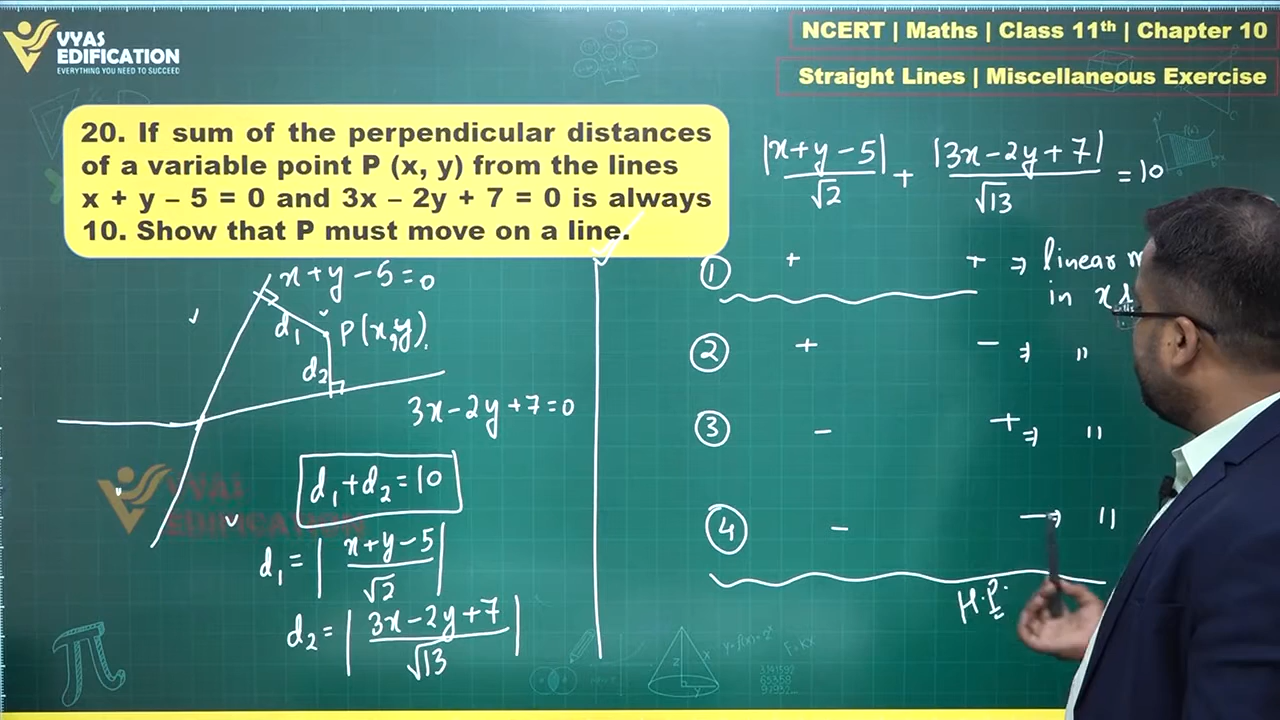 VYAS
EDIFICATION
EVERYTHING YOU NEED TO SUCCEED
NCERT | Maths | Class 11th | Chapter 10
Straight Lines | Miscellaneous Exercise
20. If sum of the perpendicular distances
of a variable point P (x, y) from the lines
x + y – 5 = 0 and 3x – 2y + 7 = 0 is always
10. Show that P must move on a line.
x+y-5=0
d₁ P(x,y).
d₂
3x-2y+7=0
d₁+d₂=10
d₁= |x+y-5/√2|
d₂= |3x-2y+7/√13|
|x+y-5|/√2 + |3x-2y+7|/√13 =10
① + + ⇒ linear
in x
② + - ⇒ "
③ - + ⇒ "
④ - - ⇒ "
H.P.
VYAS
EDIFICATION